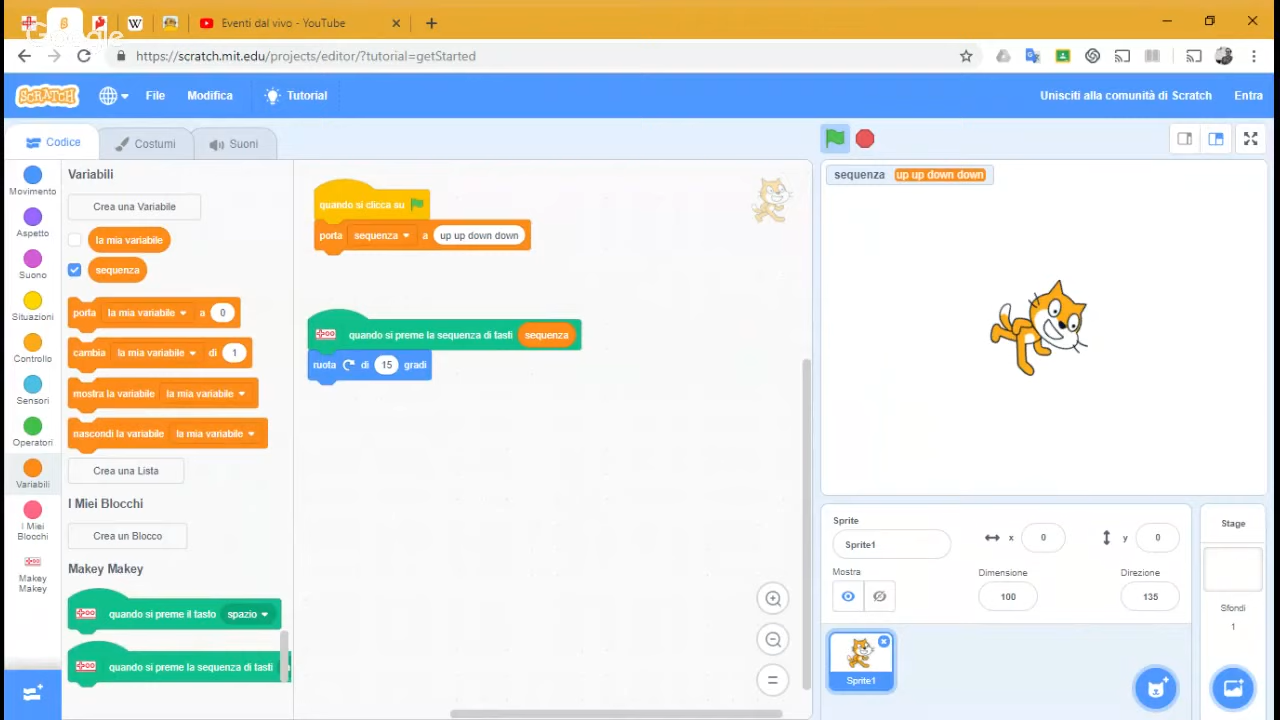 Eventi dal vivo - YouTube
Google
https://scratch.mit.edu/projects/editor/?tutorial=getStarted
SCRATCH
File
Modifica
Tutorial
Unisciti alla comunità di Scratch
Entra
Codice
Costumi
Suoni
Movimento
Aspetto
Suono
Situazioni
Controllo
Sensori
Operatori
Variabili
I Miei
Blocchi
Makey
Makey
Variabili
Crea una Variabile
la mia variabile
sequenza
porta la mia variabile a 0
cambia la mia variabile di 1
mostra la variabile la mia variabile
nascondi la variabile la mia variabile
Crea una Lista
I Miei Blocchi
Crea un Blocco
Makey Makey
quando si preme il tasto spazio
quando si preme la sequenza di tasti
quando si clicca su
porta sequenza a up up down down
quando si preme la sequenza di tasti sequenza
ruota di 15 gradi
sequenza up up down down
Sprite
Sprite1
x 0
y 0
Mostra
Dimensione
100
Direzione
135
Sprite1
Stage
Sfondi
1